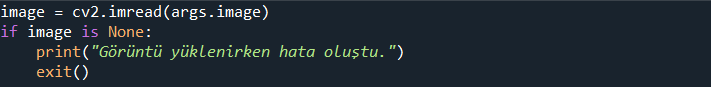 image = cv2.imread(args.image)
if image is None:
    print("Görüntü yüklenirken hata oluştu.")
    exit()